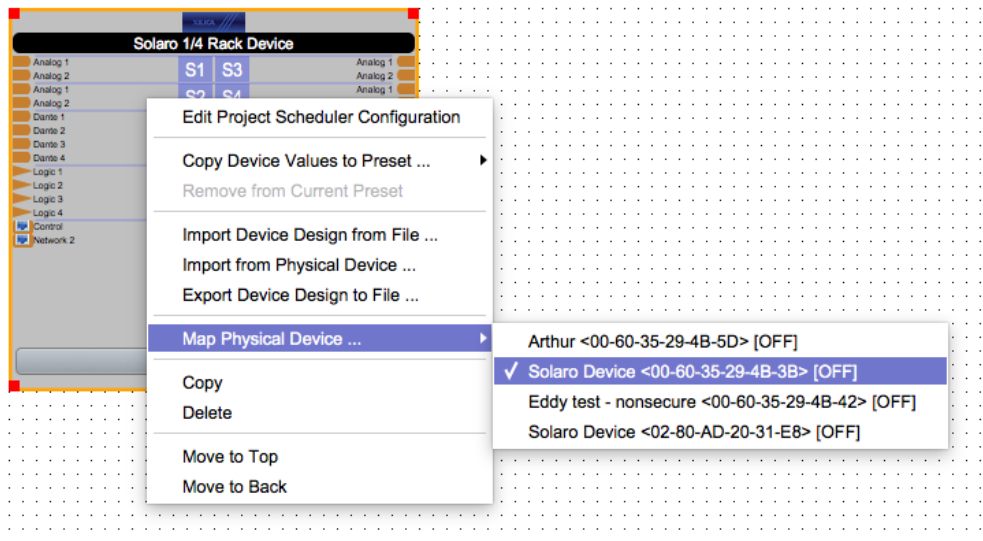 Solaro 1/4 Rack Device
Analog 1
Analog 2
Analog 1
Analog 2
Dante 1
Dante 2
Dante 3
Dante 4
Logic 1
Logic 2
Logic 3
Logic 4
Control
Network 2
S1 S3
S2 S4
Analog 1
Analog 2
Analog 1
Edit Project Scheduler Configuration
Copy Device Values to Preset ...
Remove from Current Preset
Import Device Design from File ...
Import from Physical Device ...
Export Device Design to File ...
Map Physical Device ...
Copy
Delete
Move to Top
Move to Back
Arthur <00-60-35-29-4B-5D> [OFF]
✓ Solaro Device <00-60-35-29-4B-3B> [OFF]
Eddy test - nonsecure <00-60-35-29-4B-42> [OFF]
Solaro Device <02-80-AD-20-31-E8> [OFF]